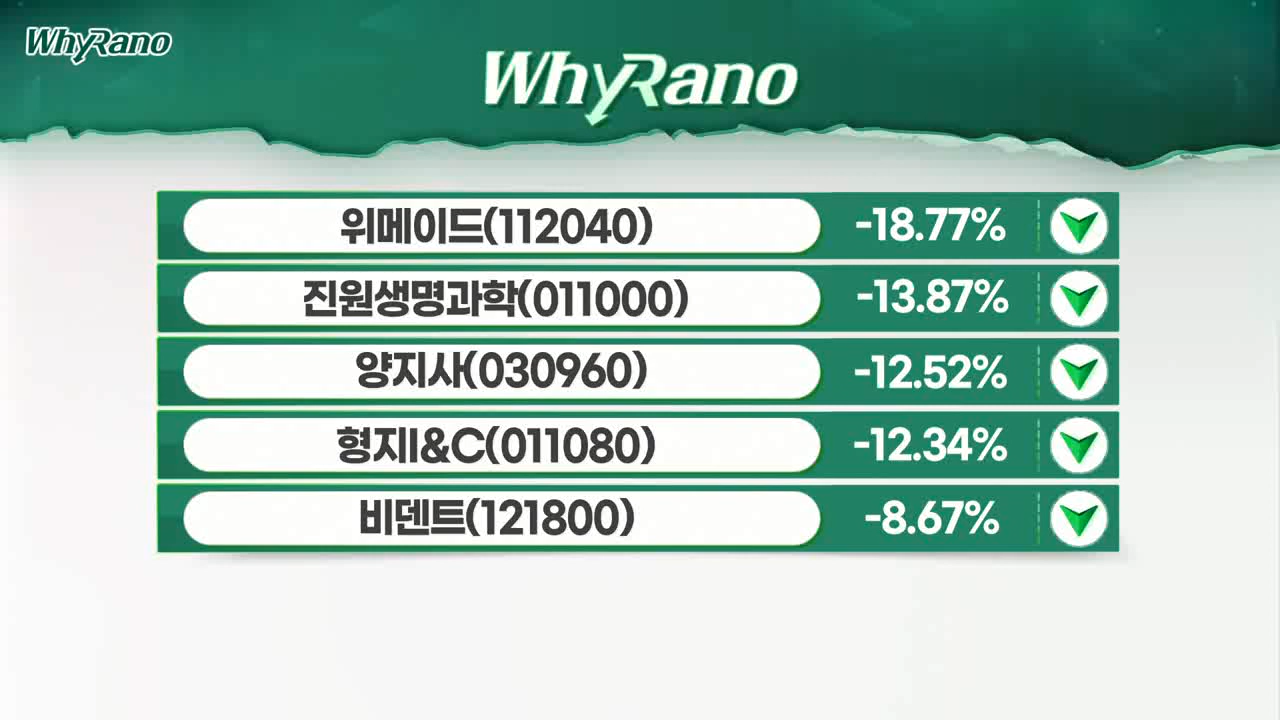 WhyRano
WhyRano
위메이드(112040) -18.77%
진원생명과학(011000) -13.87%
양지사(030960) -12.52%
형지I&C(011080) -12.34%
비덴트(121800) -8.67%